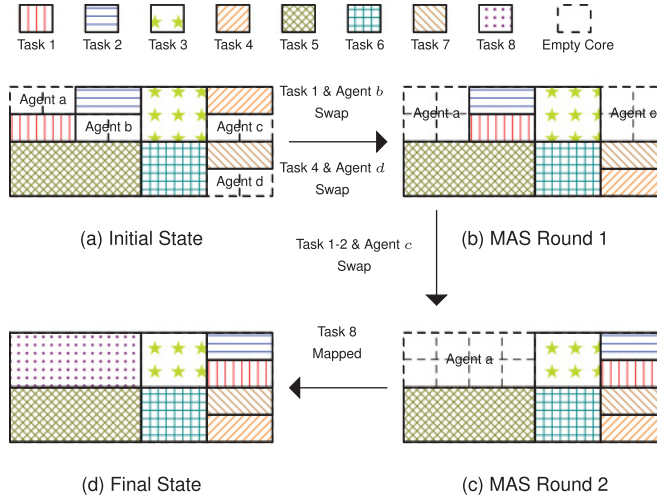 Task 1 Task 2 Task 3 Task 4 Task 5 Task 6 Task 7 Task 8 Empty Core
Agent a
Agent b
Agent c
Agent d
Task 1 & Agent b
Swap
Task 4 & Agent d
Swap
Agent a
Agent c
(a) Initial State
(b) MAS Round 1
Task 1-2 & Agent c
Swap
Task 8
Mapped
Agent a
(d) Final State
(c) MAS Round 2